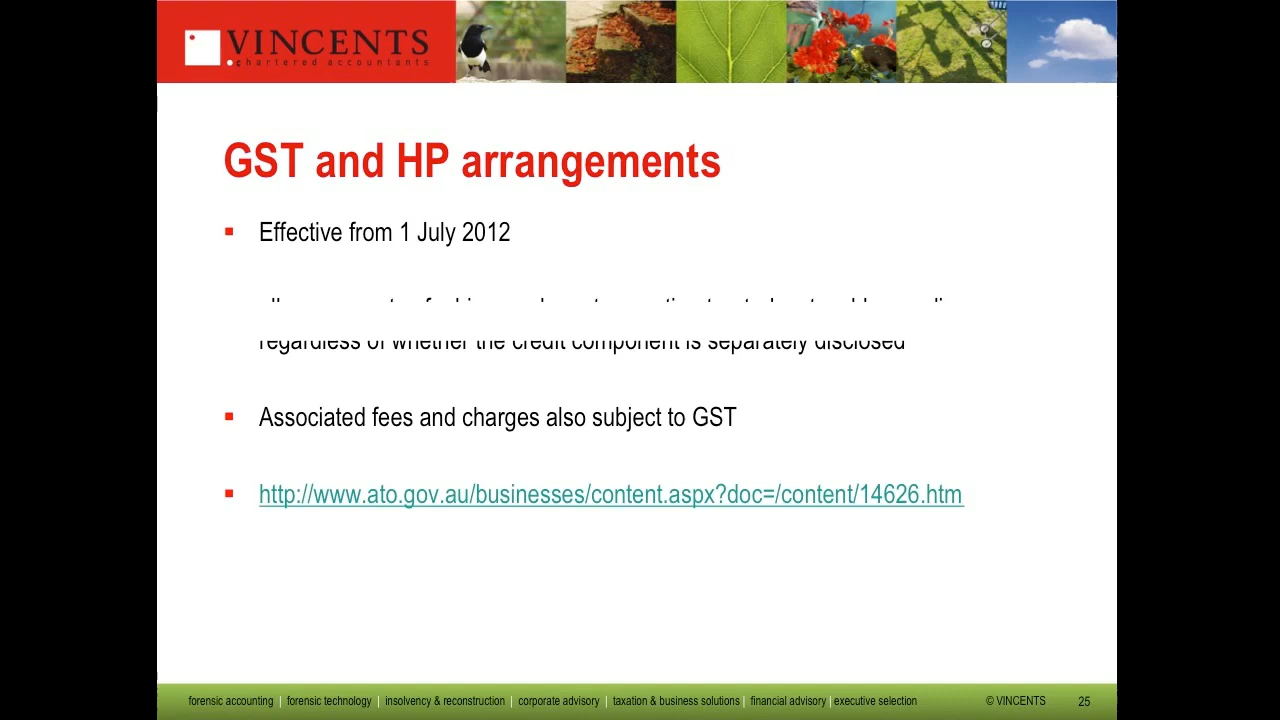 VINCENTS
chartered accountants
GST and HP arrangements
Effective from 1 July 2012
regardless of whether the credit component is separately disclosed
Associated fees and charges also subject to GST
http://www.ato.gov.au/businesses/content.aspx?doc=/content/14626.htm
forensic accounting | forensic technology | insolvency & reconstruction | corporate advisory | taxation & business solutions | financial advisory | executive selection © VINCENTS 25